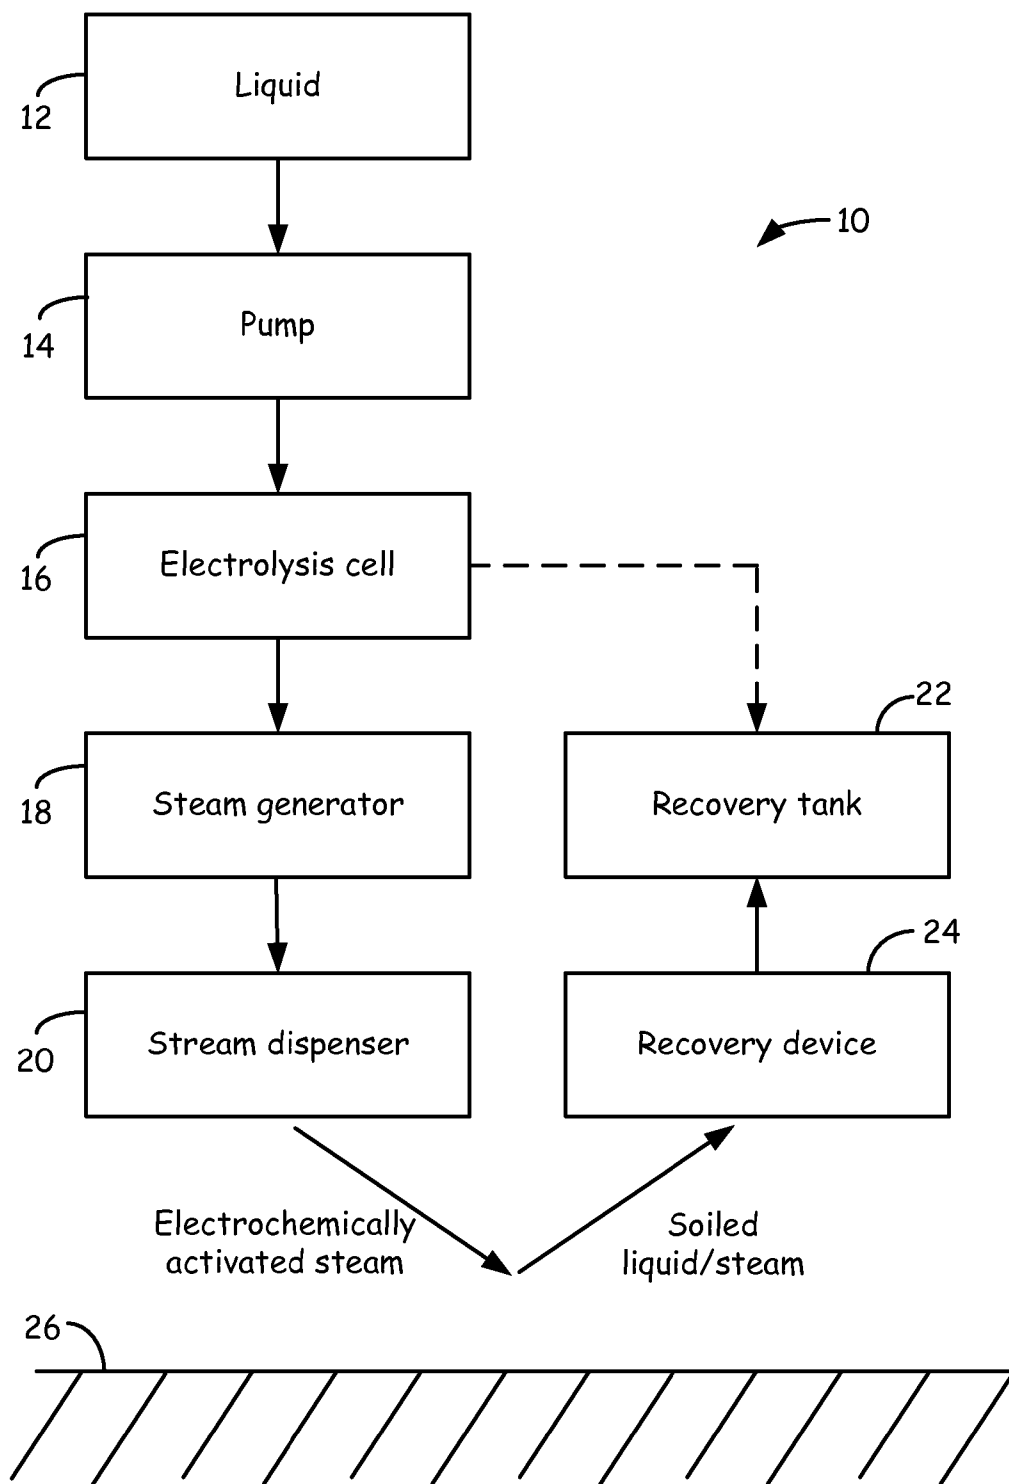 Liquid
12
10
Pump
14
Electrolysis cell
16
22
Steam generator
Recovery tank
18
24
Stream dispenser
Recovery device
20
Electrochemically
activated steam
Soiled
liquid/steam
26